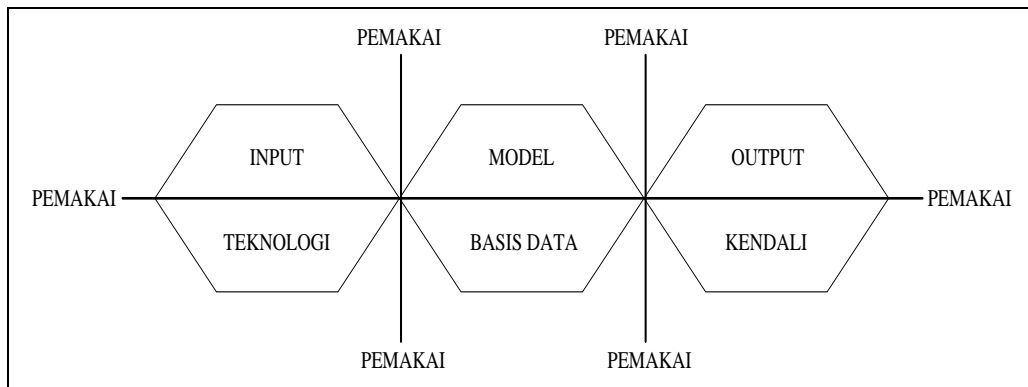 PEMAKAI PEMAKAI
INPUT MODEL OUTPUT
PEMAKAI PEMAKAI
TEKNOLOGI BASIS DATA KENDALI
PEMAKAI PEMAKAI